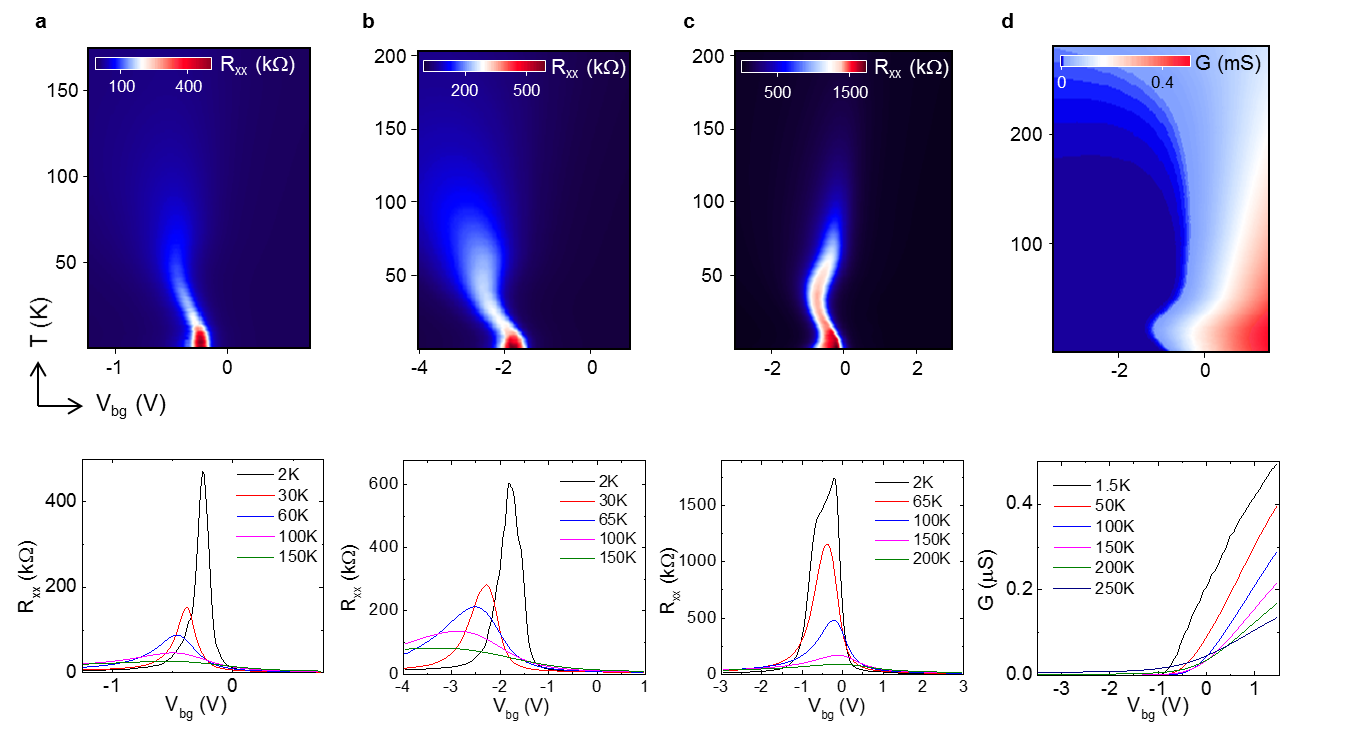 a
b
c
d
Rxx (kΩ)
100 400
150
100
50
-1 0
T (K)
Vbg (V)
Rxx (kΩ)
200 500
200
150
100
50
-4 -2 0
Rxx (kΩ)
500 1500
200
150
100
50
-2 0 2
G (mS)
0 0.4
200
100
-2 0
Rxx (kΩ)
400
200
0
2K
30K
60K
100K
150K
-1 0
Vbg (V)
Rxx (kΩ)
600
400
200
0
2K
30K
65K
100K
150K
-4 -3 -2 -1 0 1
Vbg (V)
Rxx (kΩ)
1500
1000
500
0
2K
65K
100K
150K
200K
-3 -2 -1 0 1 2 3
Vbg (V)
G (μS)
0.4
0.2
0.0
1.5K
50K
100K
150K
200K
250K
-3 -2 -1 0 1
Vbg (V)